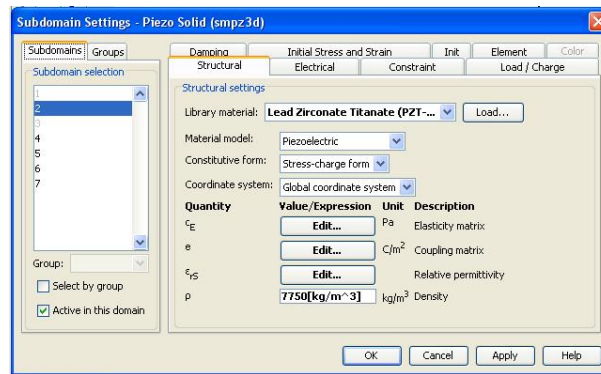 Subdomain Settings - Piezo Solid (smpz3d)
Subdomains Groups
Subdomain selection
1
2
3
4
5
6
7
Group:
Select by group
Active in this domain
Damping Initial Stress and Strain Init Element Color
Structural Electrical Constraint Load / Charge
Structural settings
Library material: Lead Zirconate Titanate (PZT-... Load...
Material model: Piezoelectric
Constitutive form: Stress-charge form
Coordinate system: Global coordinate system
Quantity Value/Expression Unit Description
cE Edit... Pa Elasticity matrix
e Edit... C/m² Coupling matrix
εrS Edit... Relative permittivity
ρ 7750[kg/m^3] kg/m³ Density
OK Cancel Apply Help